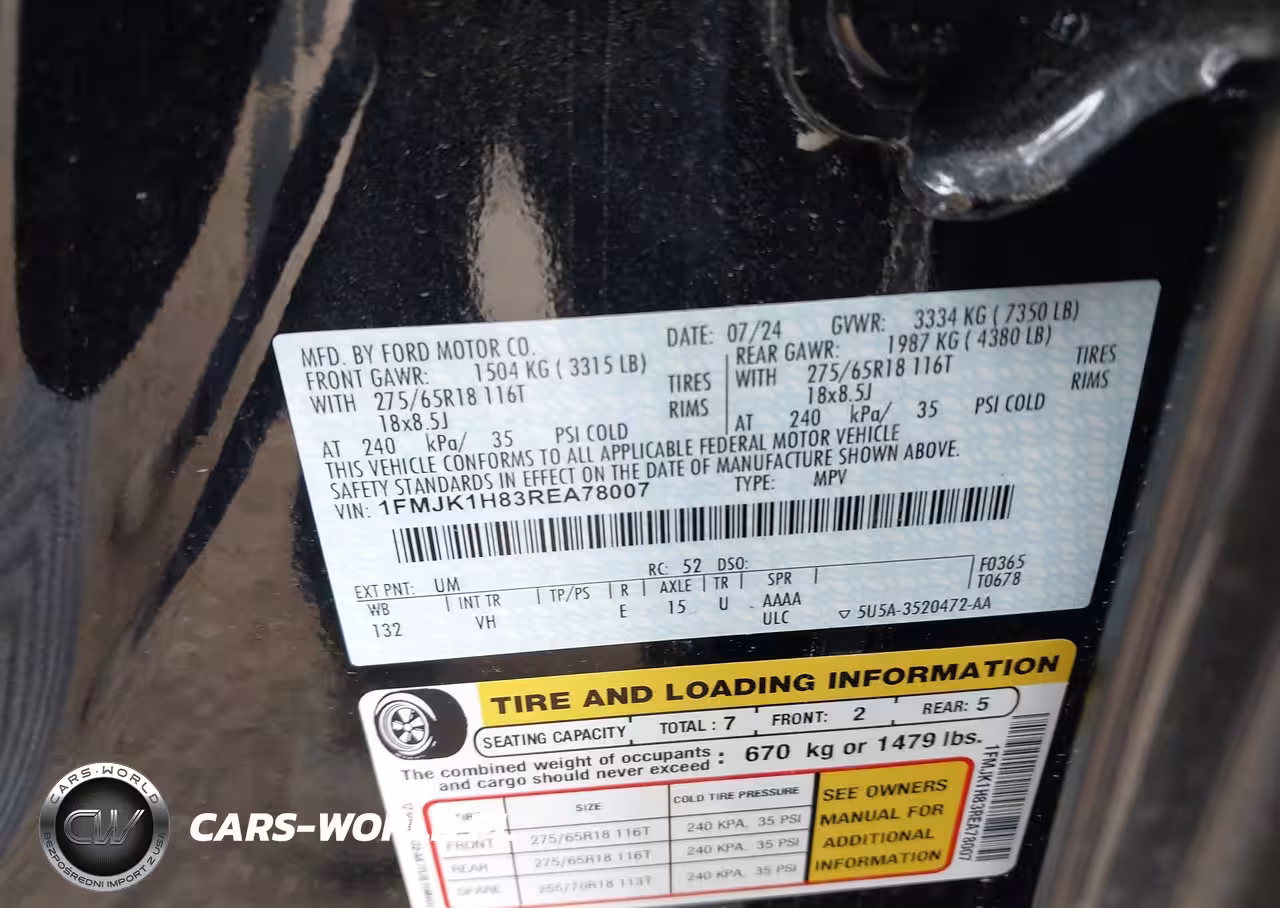 MFD. BY FORD MOTOR CO.
DATE: 07/24 GVWR: 3334 KG ( 7350 LB)
FRONT GAWR: 1504 KG ( 3315 LB)
WITH 275/65R18 116T TIRES
18x8.5J RIMS
AT 240 kPa/ 35 PSI COLD
REAR GAWR: 1987 KG ( 4380 LB)
WITH 275/65R18 116T TIRES
18x8.5J RIMS
AT 240 kPa/ 35 PSI COLD
THIS VEHICLE CONFORMS TO ALL APPLICABLE FEDERAL MOTOR VEHICLE
SAFETY STANDARDS IN EFFECT ON THE DATE OF MANUFACTURE SHOWN ABOVE.
VIN: 1FMJK1H83REA78007 TYPE: MPV
EXT PNT: UM RC: 52 DSO:
WB INT TR TP/PS R AXLE TR SPR
132 VH E 15 U AAAA
ULC
F0365
T0678
5U5A-3520472-AA
TIRE AND LOADING INFORMATION
SEATING CAPACITY TOTAL : 7 FRONT: 2 REAR: 5
The combined weight of occupants and cargo should never exceed : 670 kg or 1479 lbs.
SIZE COLD TIRE PRESSURE
FRONT 275/65R18 116T 240 KPA, 35 PSI
REAR 275/65R18 116T 240 KPA, 35 PSI
SPARE 255/70R18 113T 240 KPA, 35 PSI
SEE OWNERS
MANUAL FOR
ADDITIONAL
INFORMATION
1FMJK1H83REA78007
CARS-WORLD
CW
BEZPOŚREDNI IMPORT Z USA